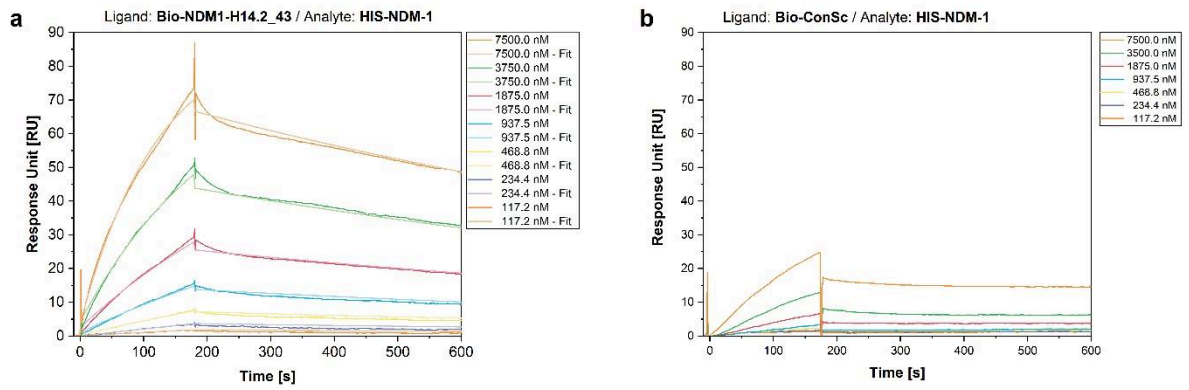 a
Ligand: Bio-NDM1-H14.2_43 / Analyte: HIS-NDM-1
Response Unit [RU]
90
80
70
60
50
40
30
20
10
0
0 100 200 300 400 500 600
Time [s]
7500.0 nM
7500.0 nM - Fit
3750.0 nM
3750.0 nM - Fit
1875.0 nM
1875.0 nM - Fit
937.5 nM
937.5 nM - Fit
468.8 nM
468.8 nM - Fit
234.4 nM
234.4 nM - Fit
117.2 nM
117.2 nM - Fit
b
Ligand: Bio-ConSc / Analyte: HIS-NDM-1
Response Unit [RU]
90
80
70
60
50
40
30
20
10
0
0 100 200 300 400 500 600
Time [s]
7500.0 nM
3500.0 nM
1875.0 nM
937.5 nM
468.8 nM
234.4 nM
117.2 nM